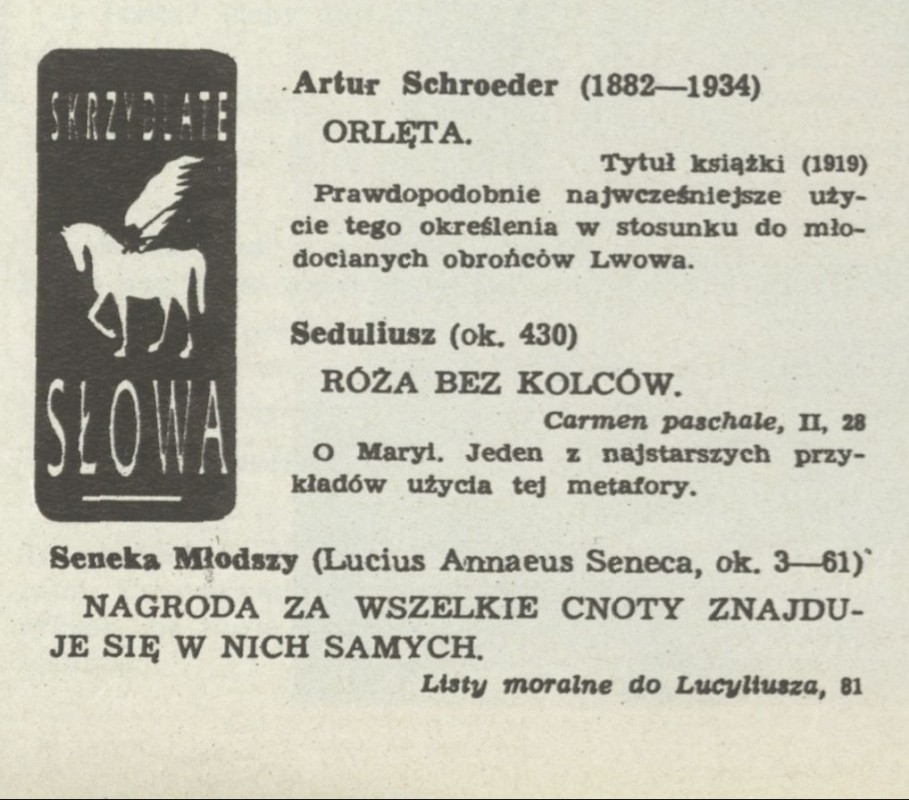 SKRZYDLATE
SŁOWA
Artur Schroeder (1882—1934)
ORLĘTA.
Tytuł książki (1919)
Prawdopodobnie najwcześniejsze uży-
cie tego określenia w stosunku do mło-
docianych obrońców Lwowa.
Seduliusz (ok. 430)
RÓŻA BEZ KOLCÓW.
Carmen paschale, II, 28
O Maryi. Jeden z najstarszych przy-
kładów użycia tej metafory.
Seneka Młodszy (Lucius Annaeus Seneca, ok. 3—61)
NAGRODA ZA WSZELKIE CNOTY ZNAJDU-
JE SIĘ W NICH SAMYCH.
Listy moralne do Lucyliusza, 81